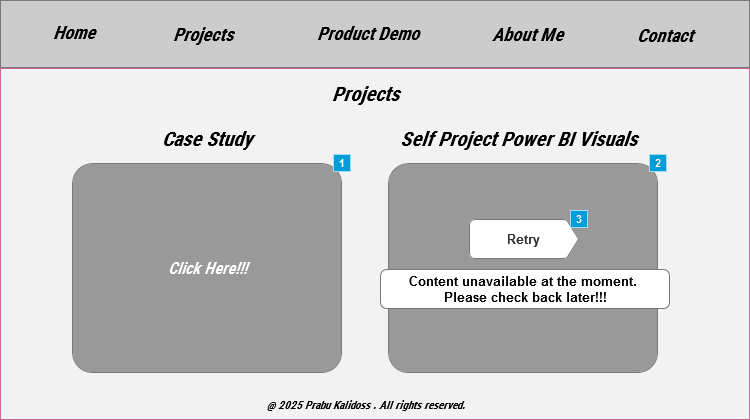 Home Projects Product Demo About Me Contact
Projects
Case Study
Self Project Power BI Visuals
1
2
Click Here!!!
3
Retry
Content unavailable at the moment.
Please check back later!!!
@ 2025 Prabu Kalidoss . All rights reserved.